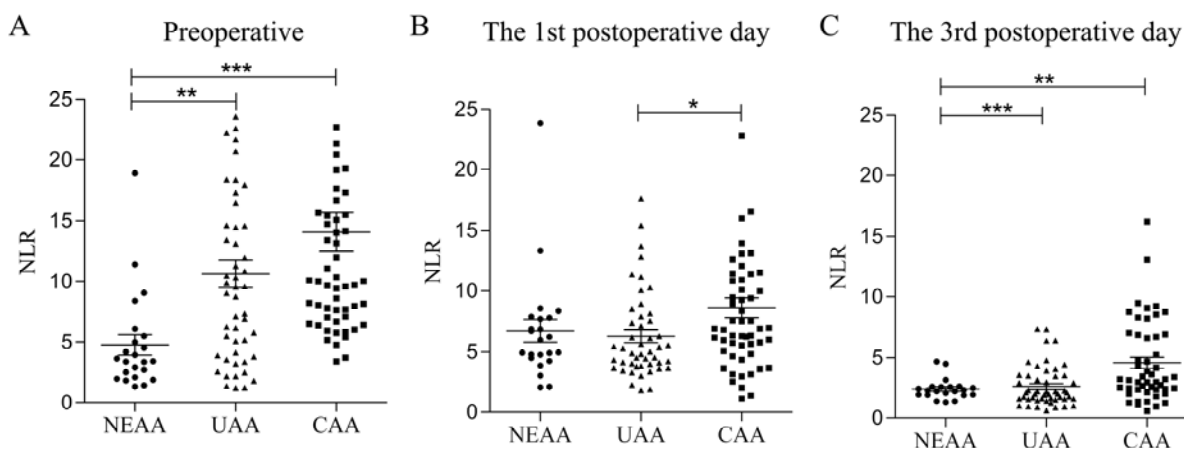 A
Preoperative
***
**
25
20
15
10
5
0
NLR
NEAA
UAA
CAA
B
The 1st postoperative day
*
25
20
15
10
5
0
NLR
NEAA
UAA
CAA
C
The 3rd postoperative day
**
***
25
20
15
10
5
0
NLR
NEAA
UAA
CAA